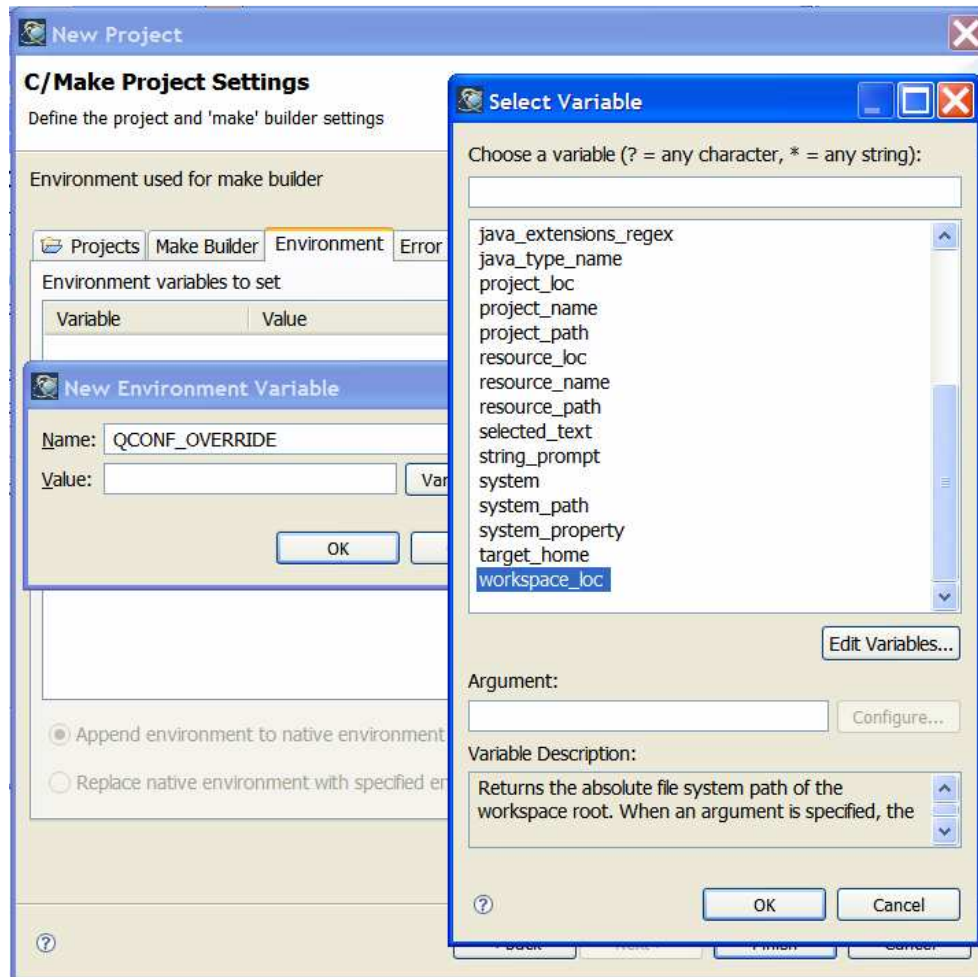 New Project
C/Make Project Settings
Define the project and 'make' builder settings
Environment used for make builder
Projects
Make Builder
Environment
Error
Environment variables to set
Variable
Value
New Environment Variable
Name:
QCONF_OVERRIDE
Value:
Var
OK
Append environment to native environment
Replace native environment with specified en
Select Variable
Choose a variable (? = any character, * = any string):
java_extensions_regex
java_type_name
project_loc
project_name
project_path
resource_loc
resource_name
resource_path
selected_text
string_prompt
system
system_path
system_property
target_home
workspace_loc
Edit Variables...
Argument:
Configure...
Variable Description:
Returns the absolute file system path of the
workspace root. When an argument is specified, the
OK
Cancel